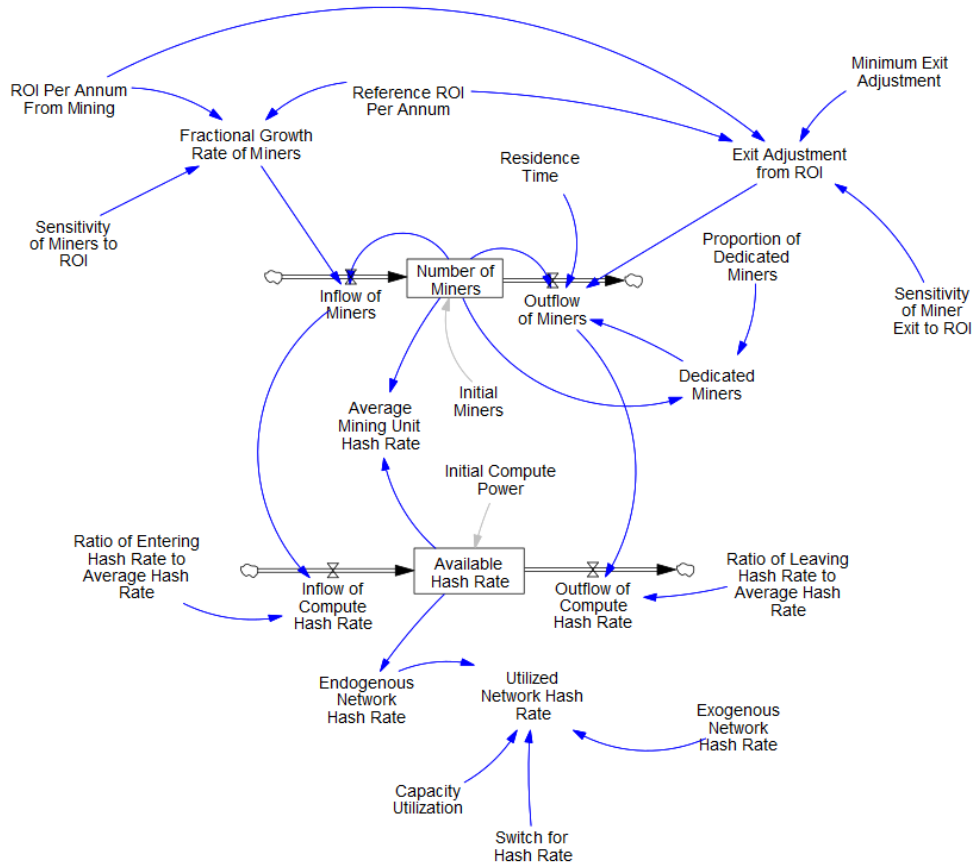 ROI Per Annum
From Mining
Reference ROI
Per Annum
Minimum Exit
Adjustment
Fractional Growth
Rate of Miners
Residence
Time
Exit Adjustment
from ROI
Sensitivity
of Miners to
ROI
Proportion of
Dedicated
Miners
Number of
Miners
Inflow of
Miners
Outflow
of Miners
Sensitivity
of Miner
Exit to ROI
Dedicated
Miners
Initial
Miners
Average
Mining Unit
Hash Rate
Initial Compute
Power
Ratio of Entering
Hash Rate to
Average Hash
Rate
Available
Hash Rate
Ratio of Leaving
Hash Rate to
Average Hash
Rate
Inflow of
Compute
Hash Rate
Outflow of
Compute
Hash Rate
Endogenous
Network
Hash Rate
Utilized
Network Hash
Rate
Exogenous
Network
Hash Rate
Capacity
Utilization
Switch for
Hash Rate